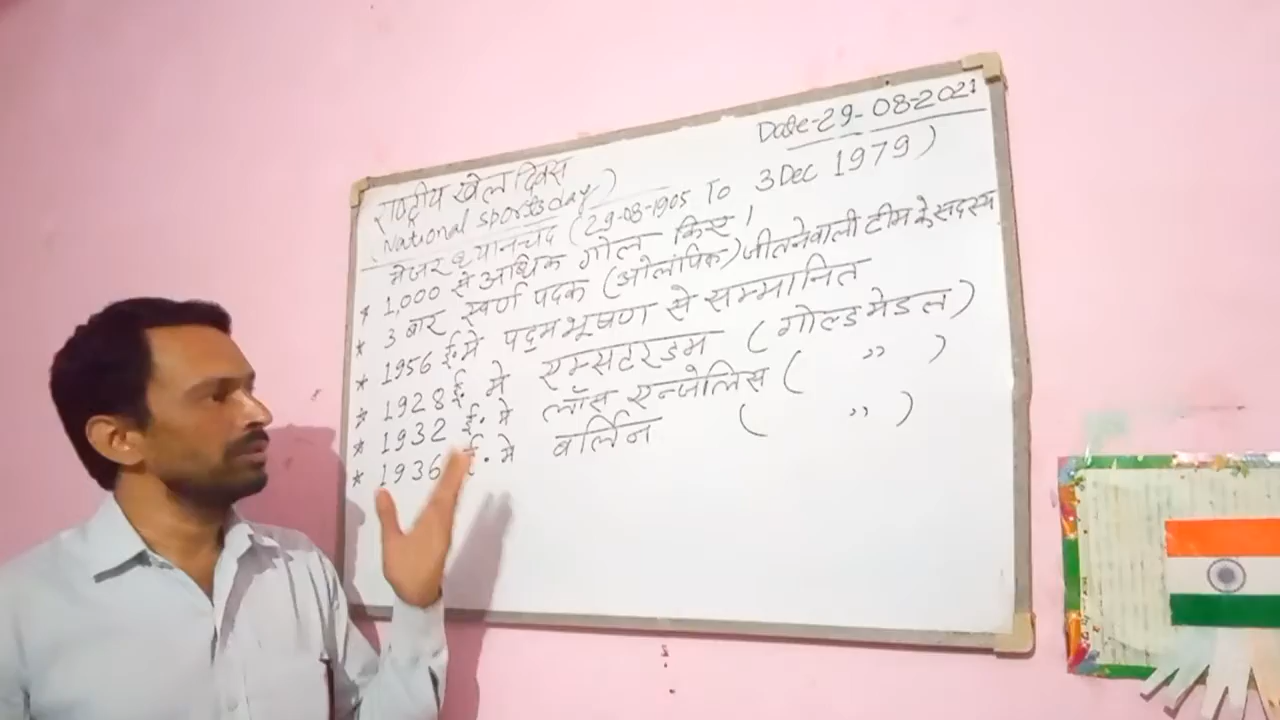 Date-29-08-2021
राष्ट्रीय खेल दिवस
(National sports day)
मेजर ध्यानचंद (29-08-1905 To 3 Dec 1979)
* 1,000 से अधिक गोल किए।
* 3 बार स्वर्ण पदक (ओलंपिक) जीतनेवाली टीम के सदस्य
* 1956 ई. में पद्मभूषण से सम्मानित
* 1928 ई. मे एम्सटरडम (गोल्डमेडल)
* 1932 ई. मे लॉस एन्जेलिस ( " )
* 1936 ई. मे बर्लिन ( " )